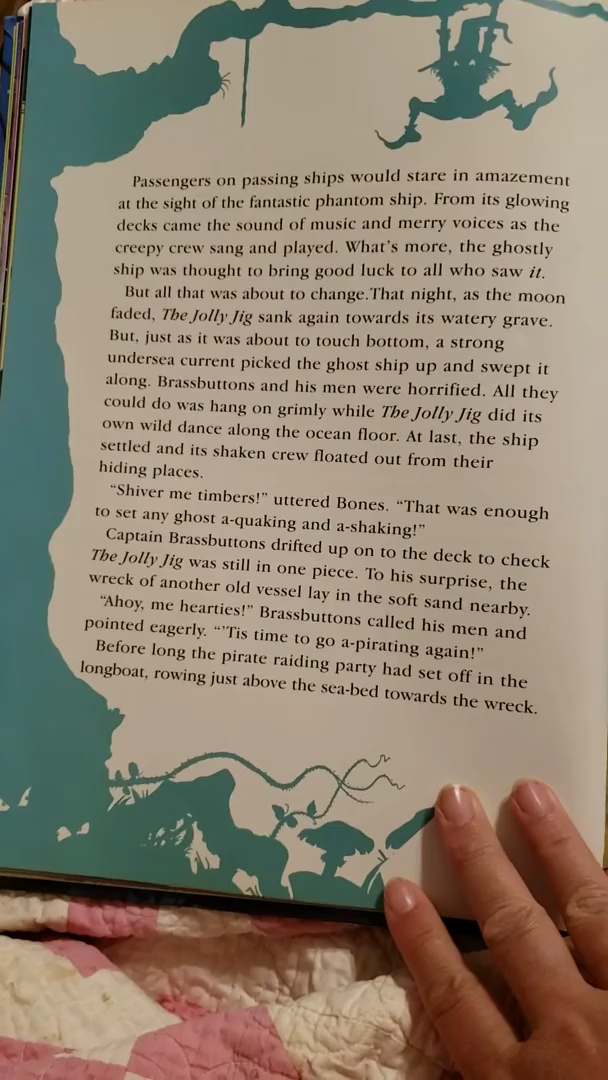 Passengers on passing ships would stare in amazement
at the sight of the fantastic phantom ship. From its glowing
decks came the sound of music and merry voices as the
creepy crew sang and played. What's more, the ghostly
ship was thought to bring good luck to all who saw it.
But all that was about to change.That night, as the moon
faded, The Jolly Jig sank again towards its watery grave.
But, just as it was about to touch bottom, a strong
undersea current picked the ghost ship up and swept it
along. Brassbuttons and his men were horrified. All they
could do was hang on grimly while The Jolly Jig did its
own wild dance along the ocean floor. At last, the ship
settled and its shaken crew floated out from their
hiding places.
“Shiver me timbers!” uttered Bones. “That was enough
to set any ghost a-quaking and a-shaking!”
Captain Brassbuttons drifted up on to the deck to check
The Jolly Jig was still in one piece. To his surprise, the
wreck of another old vessel lay in the soft sand nearby.
“Ahoy, me hearties!” Brassbuttons called his men and
pointed eagerly. “'Tis time to go a-pirating again!”
Before long the pirate raiding party had set off in the
longboat, rowing just above the sea-bed towards the wreck.